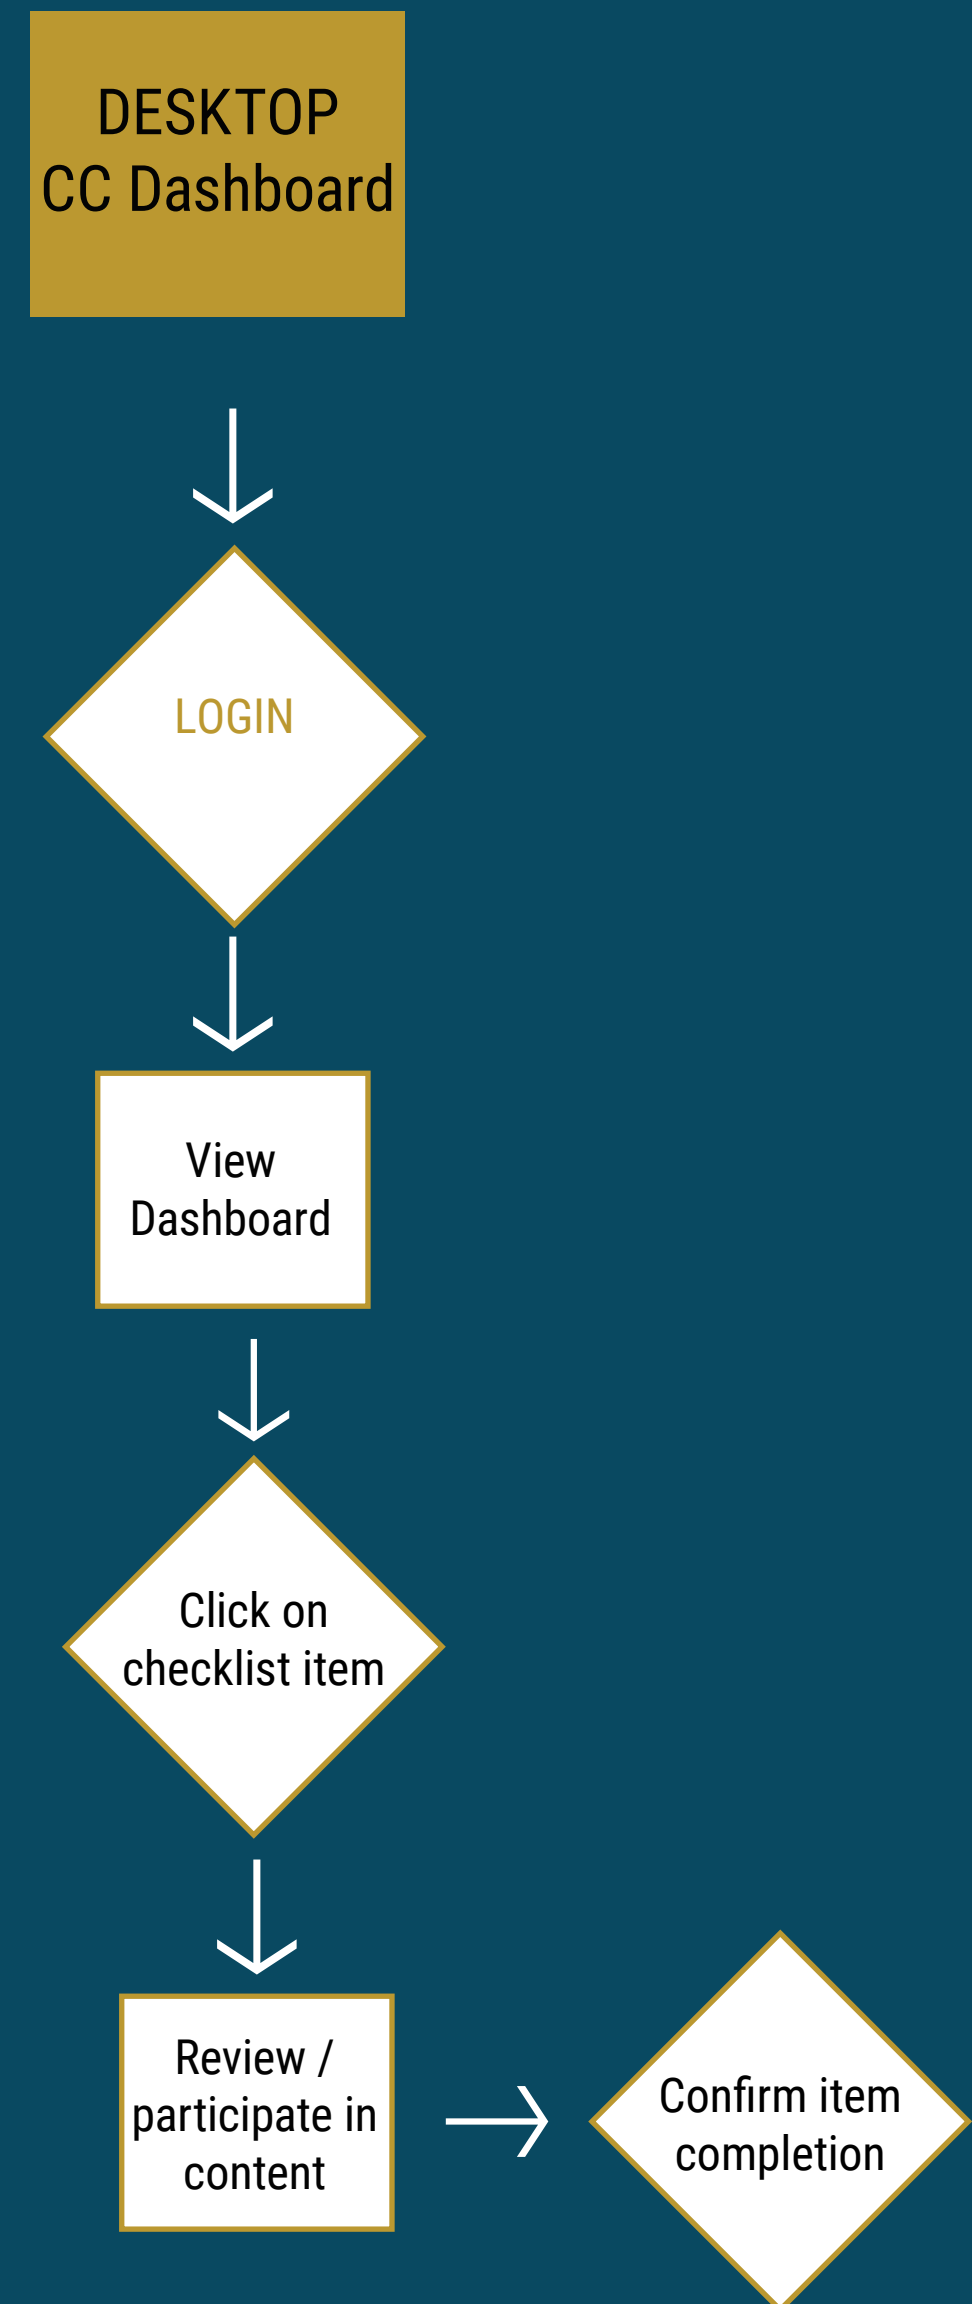 DESKTOP
CC Dashboard
LOGIN
View
Dashboard
Click on
checklist item
Review /
participate in
content
Confirm item
completion